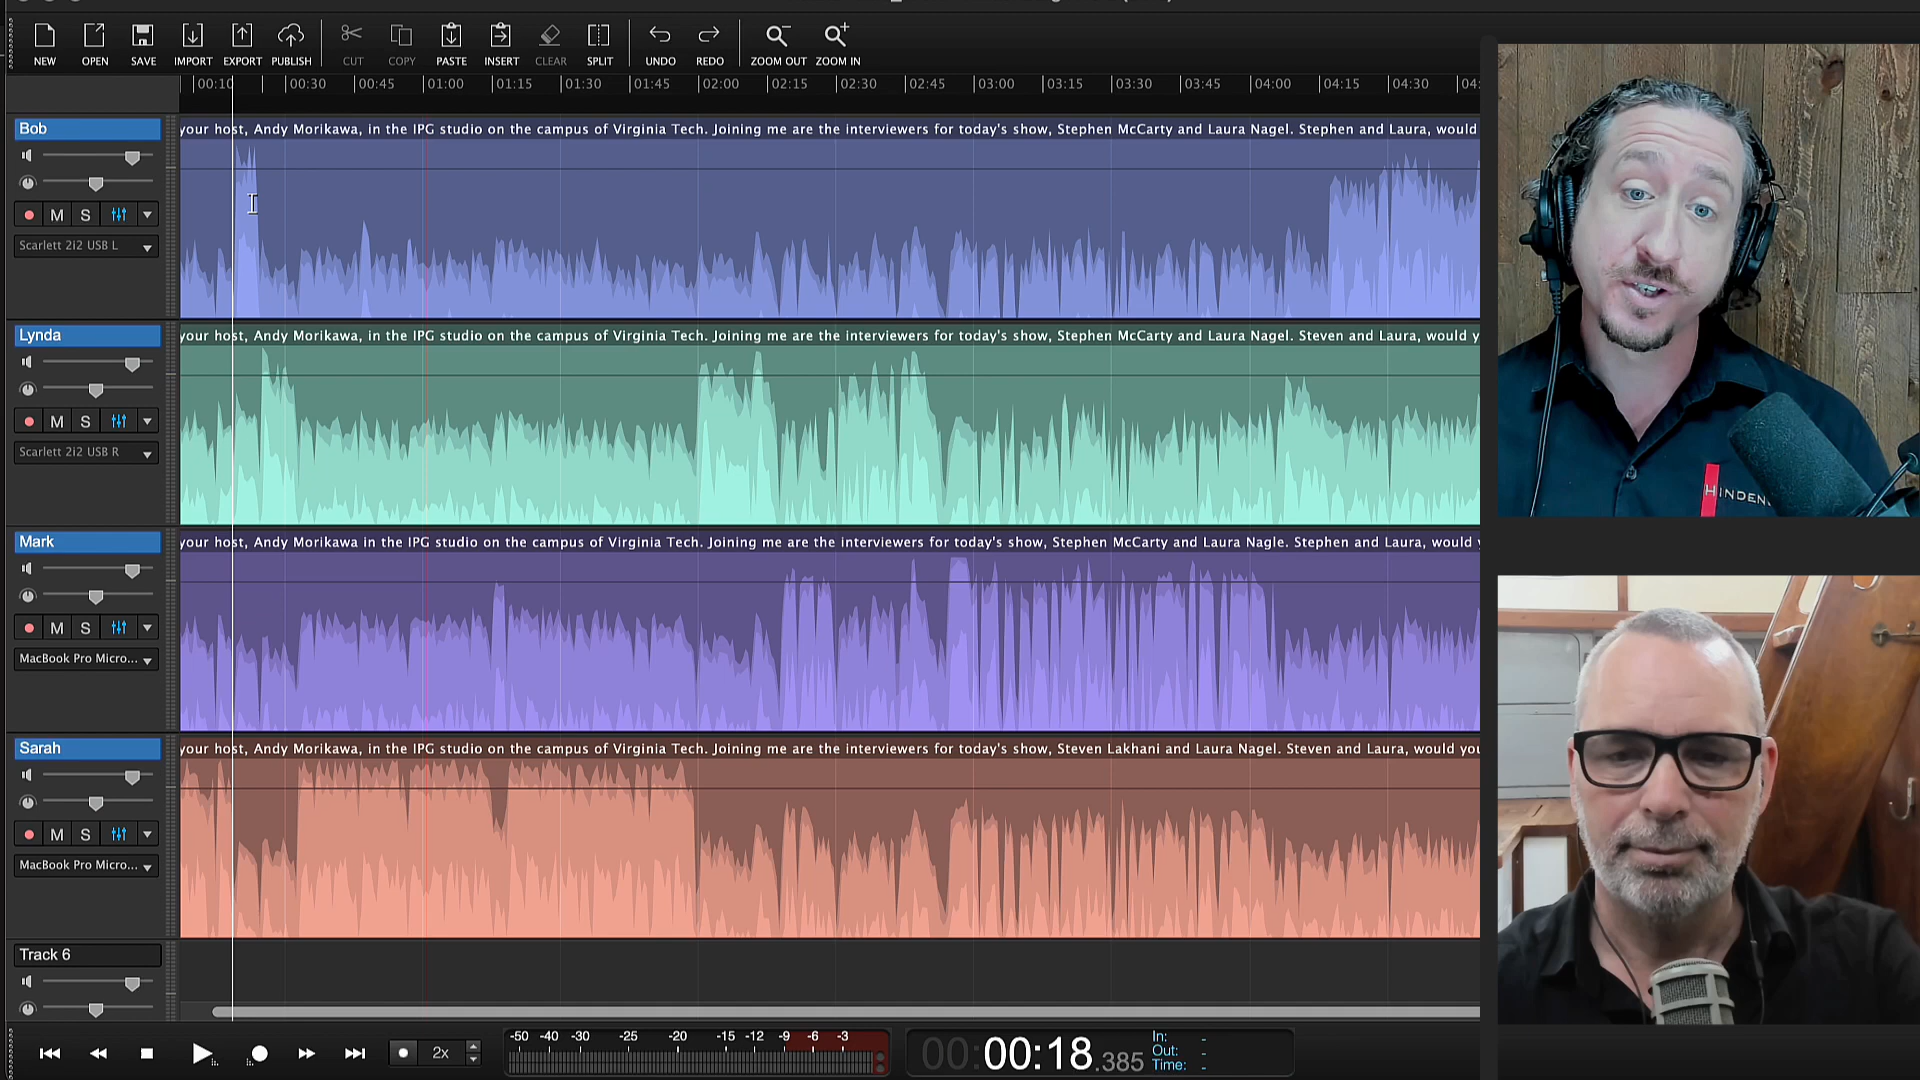 NEW OPEN SAVE IMPORT EXPORT PUBLISH CUT COPY PASTE INSERT CLEAR SPLIT UNDO REDO ZOOM OUT ZOOM IN
00:10 00:30 00:45 01:00 01:15 01:30 01:45 02:00 02:15 02:30 02:45 03:00 03:15 03:30 03:45 04:00 04:15 04:30 04:
Bob
your host, Andy Morikawa, in the IPG studio on the campus of Virginia Tech. Joining me are the interviewers for today's show, Stephen McCarty and Laura Nagel. Stephen and Laura, would
M S
Scarlett 2i2 USB L
Lynda
your host, Andy Morikawa, in the IPG studio on the campus of Virginia Tech. Joining me are the interviewers for today's show, Stephen McCarty and Laura Nagel. Steven and Laura, would y
M S
Scarlett 2i2 USB R
HINDEN
Mark
your host, Andy Morikawa in the IPG studio on the campus of Virginia Tech. Joining me are the interviewers for today's show, Stephen McCarty and Laura Nagle. Stephen and Laura, would y
M S
MacBook Pro Micro...
Sarah
your host, Andy Morikawa, in the IPG studio on the campus of Virginia Tech. Joining me are the interviewers for today's show, Steven Lakhani and Laura Nagel. Steven and Laura, would you
M S
MacBook Pro Micro...
Track 6
2x
-50 -40 -30 -25 -20 -15 -12 -9 -6 -3
00:00:18.385
In: -
Out: -
Time: -